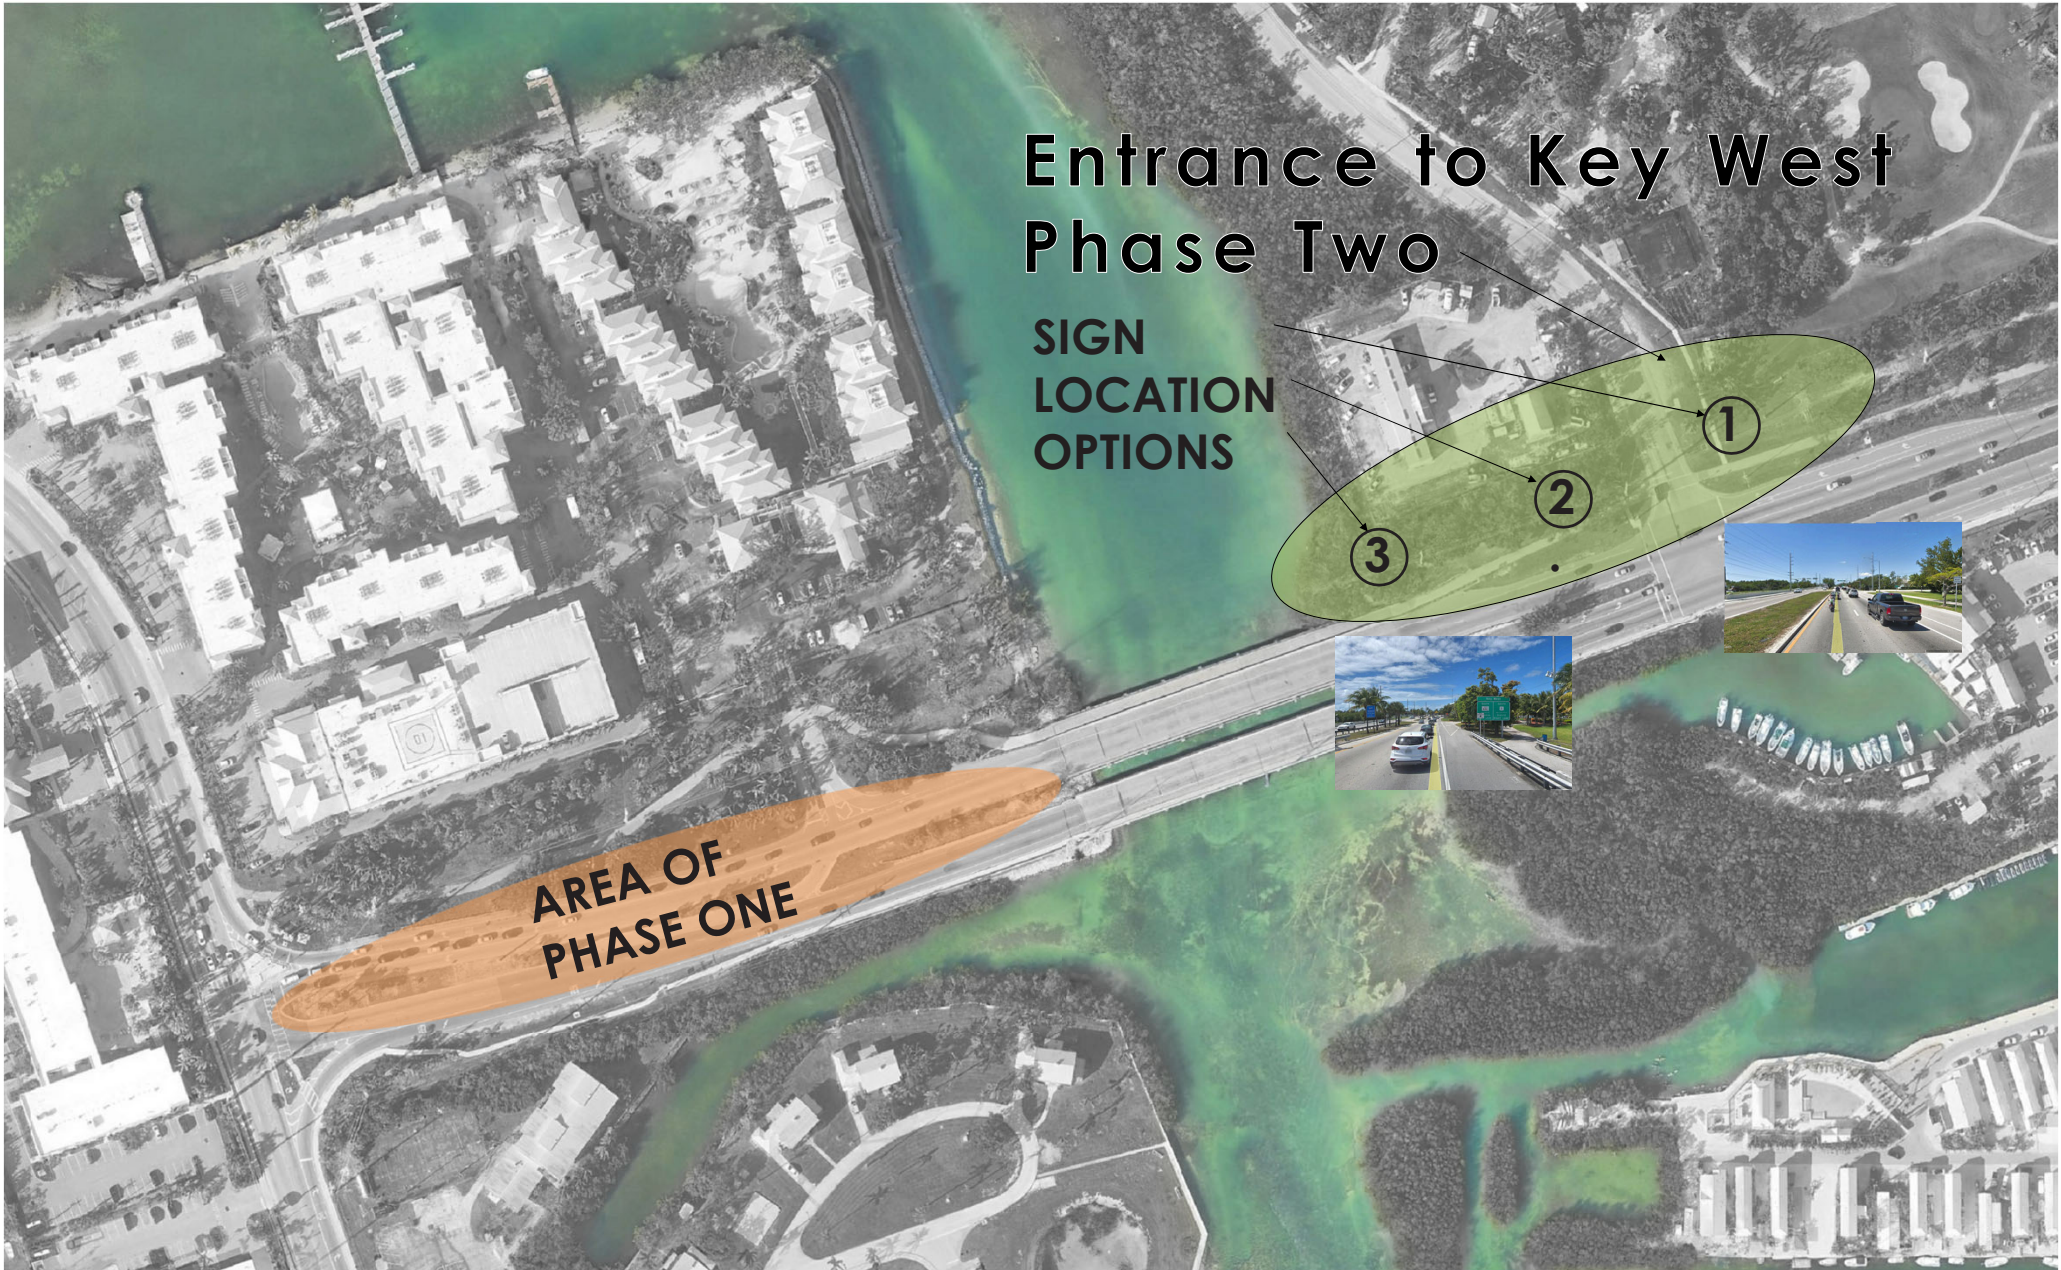 Entrance to Key West
Phase Two
SIGN
LOCATION
OPTIONS
1
2
3
AREA OF
PHASE ONE